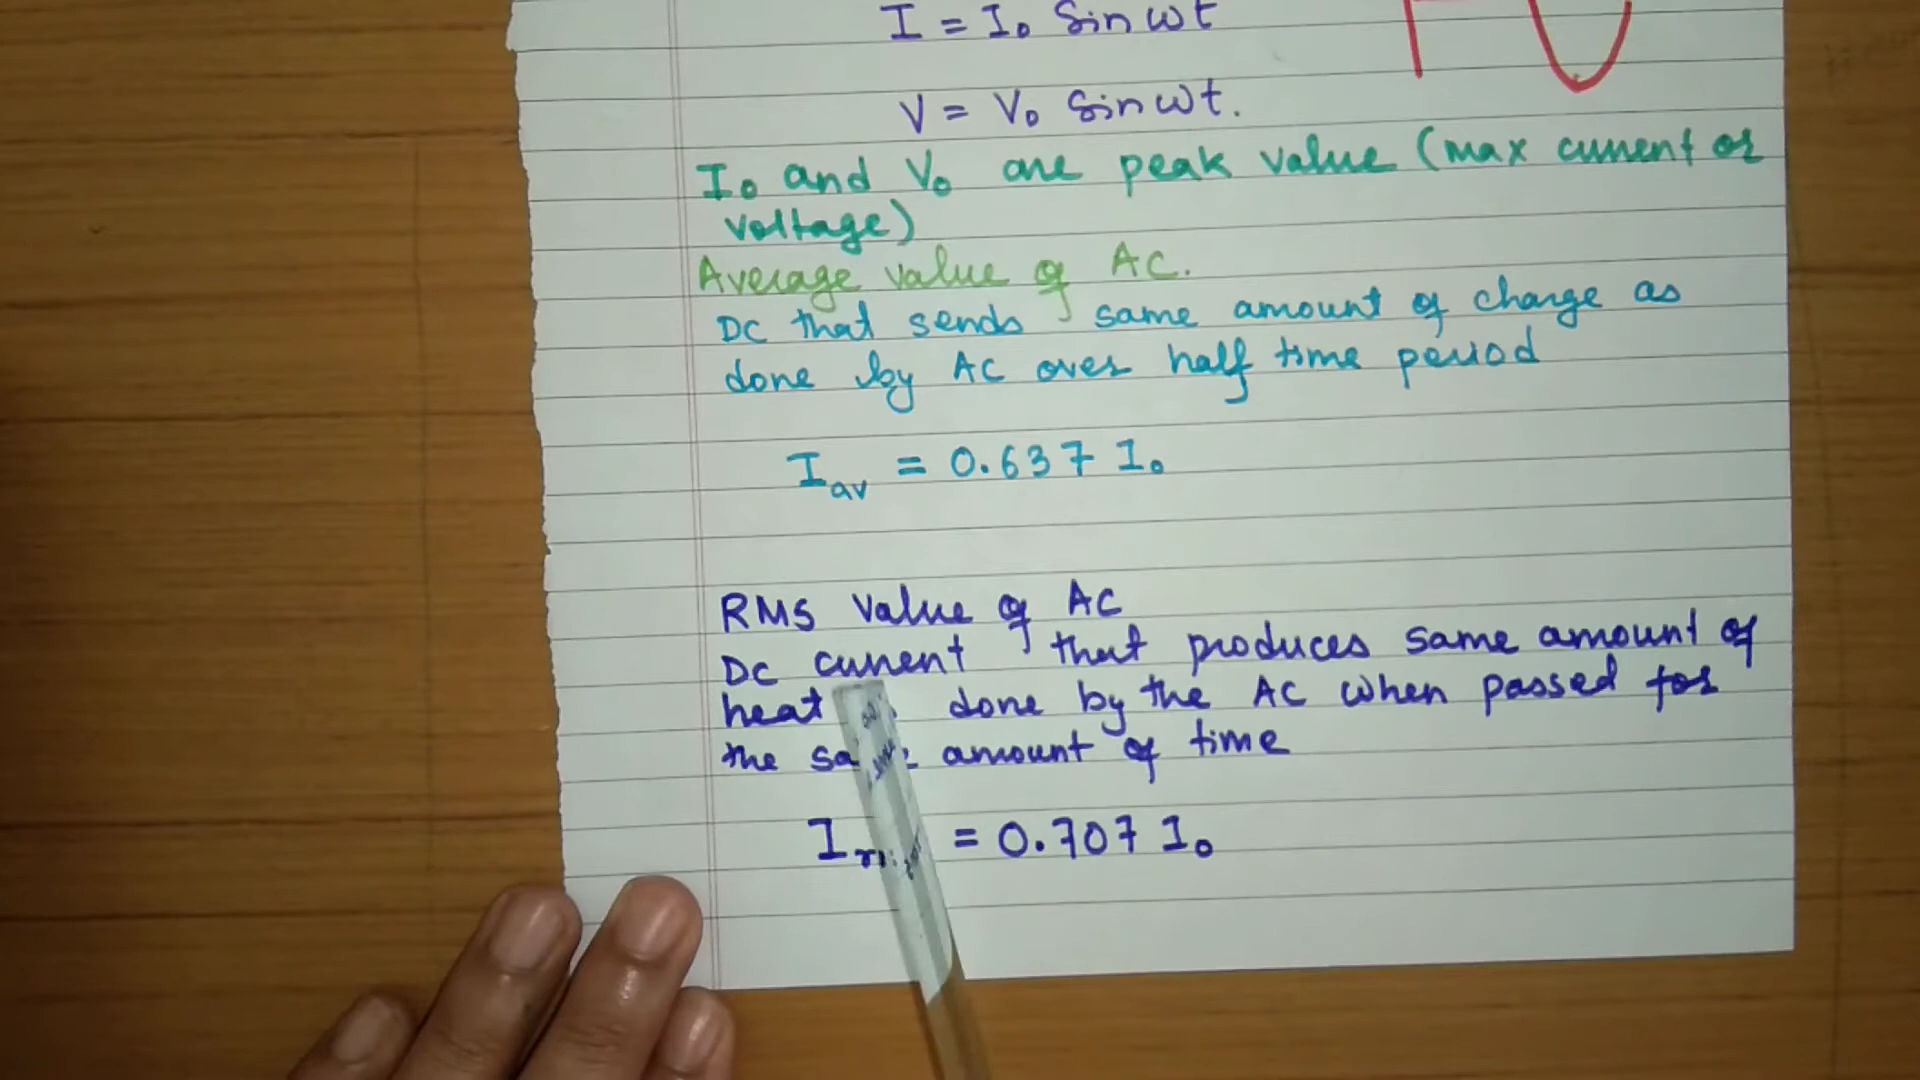 I = I₀ Sin ωt
V = V₀ Sin ωt.
I₀ and V₀ are peak value (max current or
voltage)
Average value of AC.
DC that sends same amount of charge as
done by AC over half time period
I av = 0.637 I₀
RMS Value of AC
DC current that produces same amount of
heat done by the AC when passed for
the amount of time
= 0.707 I₀